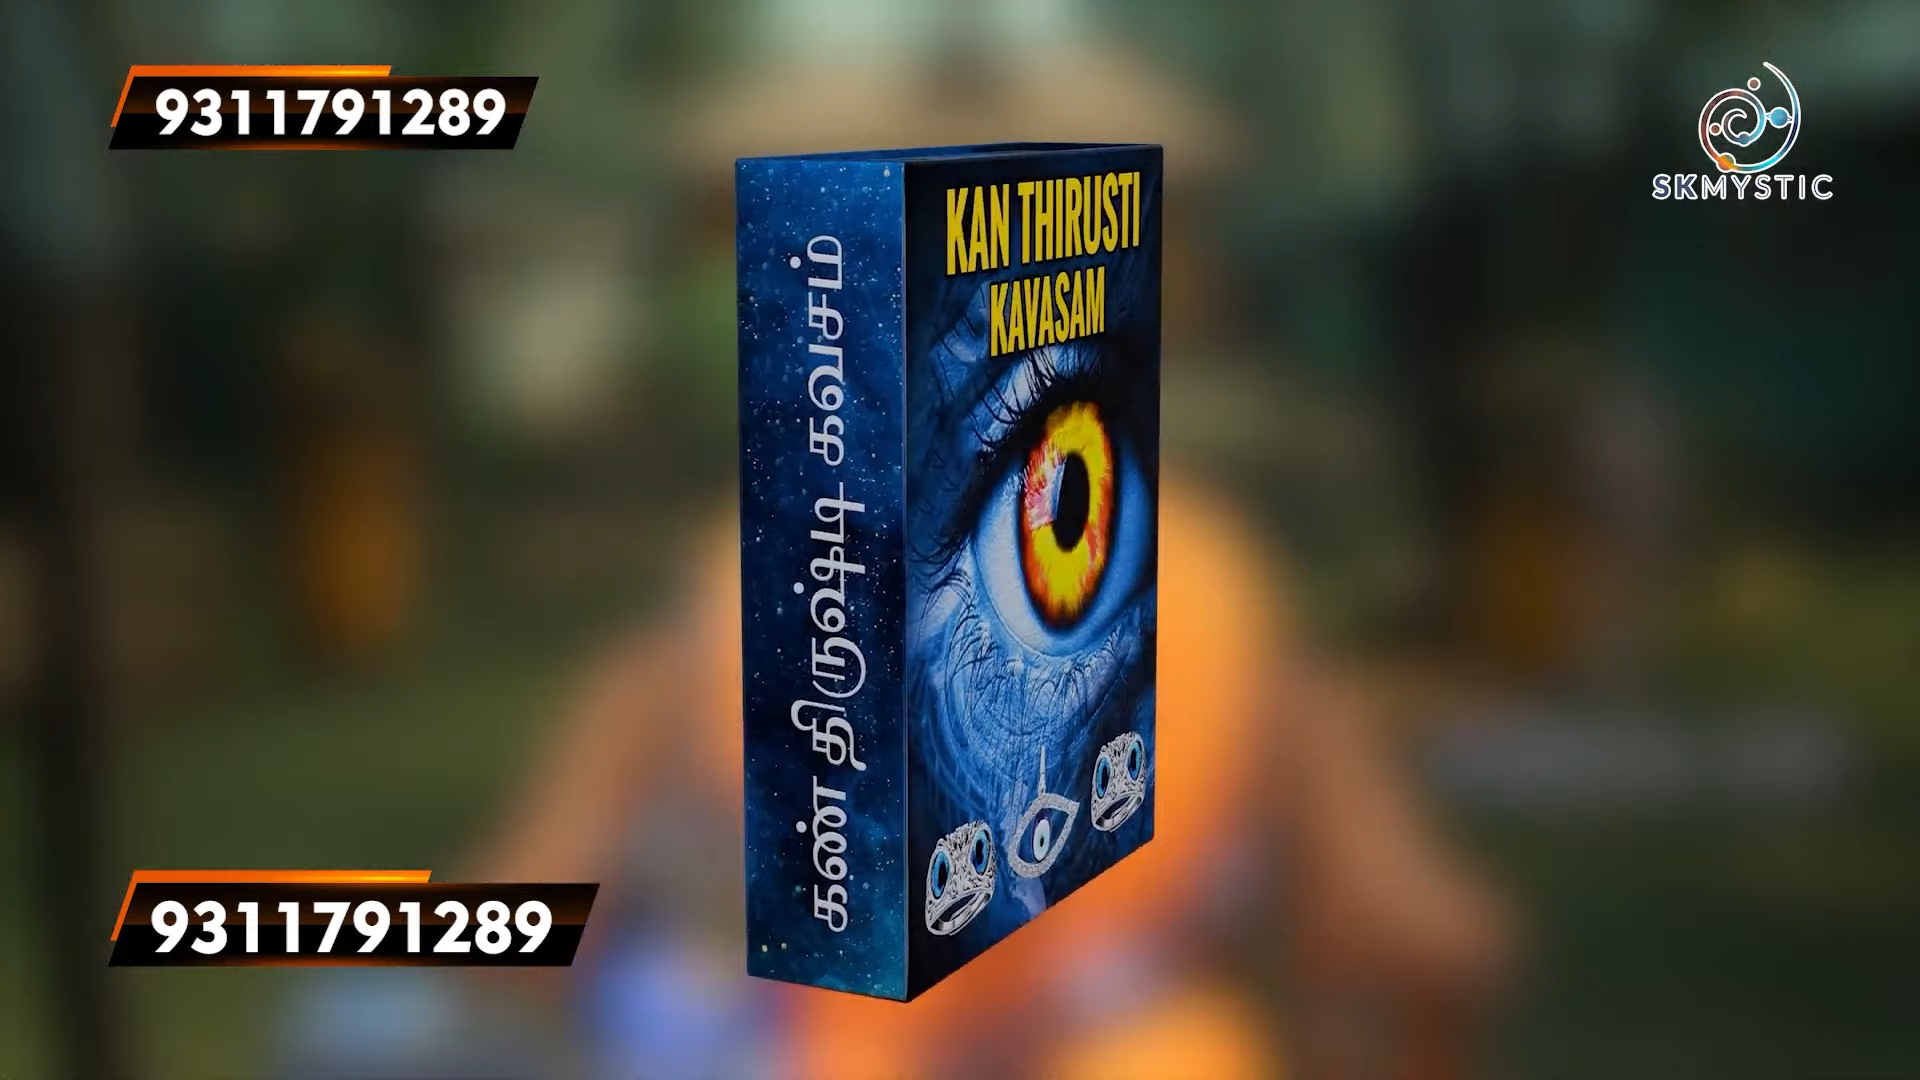 9311791289
SKMYSTIC
KAN THIRUSTI
KAVASAM
கண் திருஷ்டி கவசம்
9311791289